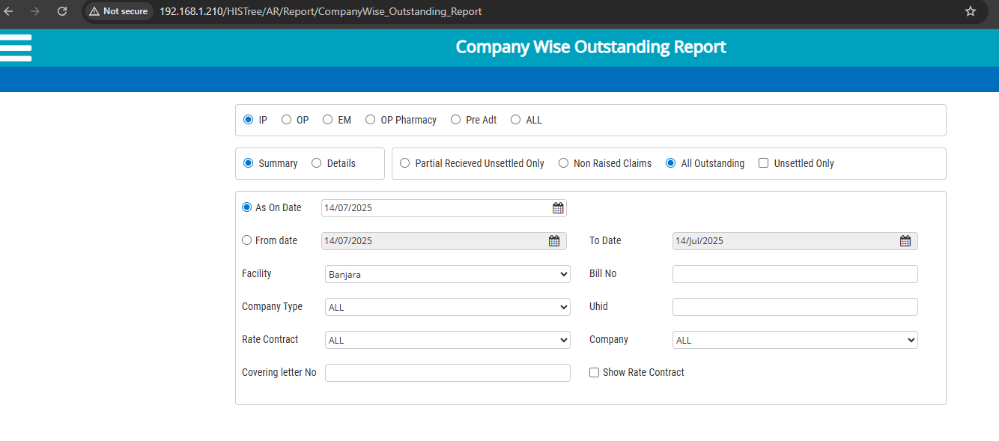 Not secure 192.168.1.210/HISTree/AR/Report/CompanyWise_Outstanding_Report
Company Wise Outstanding Report
IP OP EM OP Pharmacy Pre Adt ALL
Summary Details Partial Recieved Unsettled Only Non Raised Claims All Outstanding Unsettled Only
As On Date 14/07/2025
From date 14/07/2025 To Date 14/Jul/2025
Facility Banjara Bill No
Company Type ALL Uhid
Rate Contract ALL Company ALL
Covering letter No Show Rate Contract